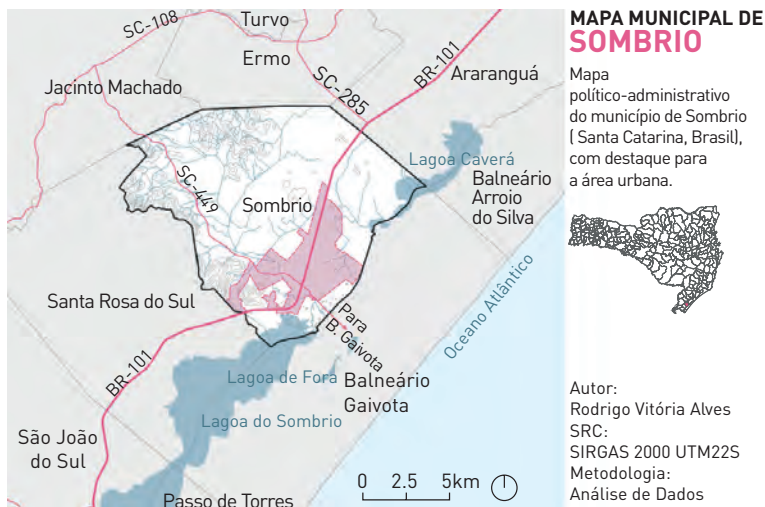 MAPA MUNICIPAL DE
SOMBRIO
Mapa
político-administrativo
do município de Sombrio
( Santa Catarina, Brasil),
com destaque para
a área urbana.
Autor:
Rodrigo Vitória Alves
SRC:
SIRGAS 2000 UTM22S
Metodologia:
Análise de Dados
SC-108
Turvo
Ermo
Jacinto Machado
SC-285
BR-101
Araranguá
Lagoa Caverá
Balneário
Arroio
do Silva
SC-449
Sombrio
Oceano Atlântico
Santa Rosa do Sul
Para
B. Gaivota
BR-101
Lagoa de Fora
Balneário
Gaivota
Lagoa do Sombrio
São João
do Sul
Passo de Torres
0 2.5 5km